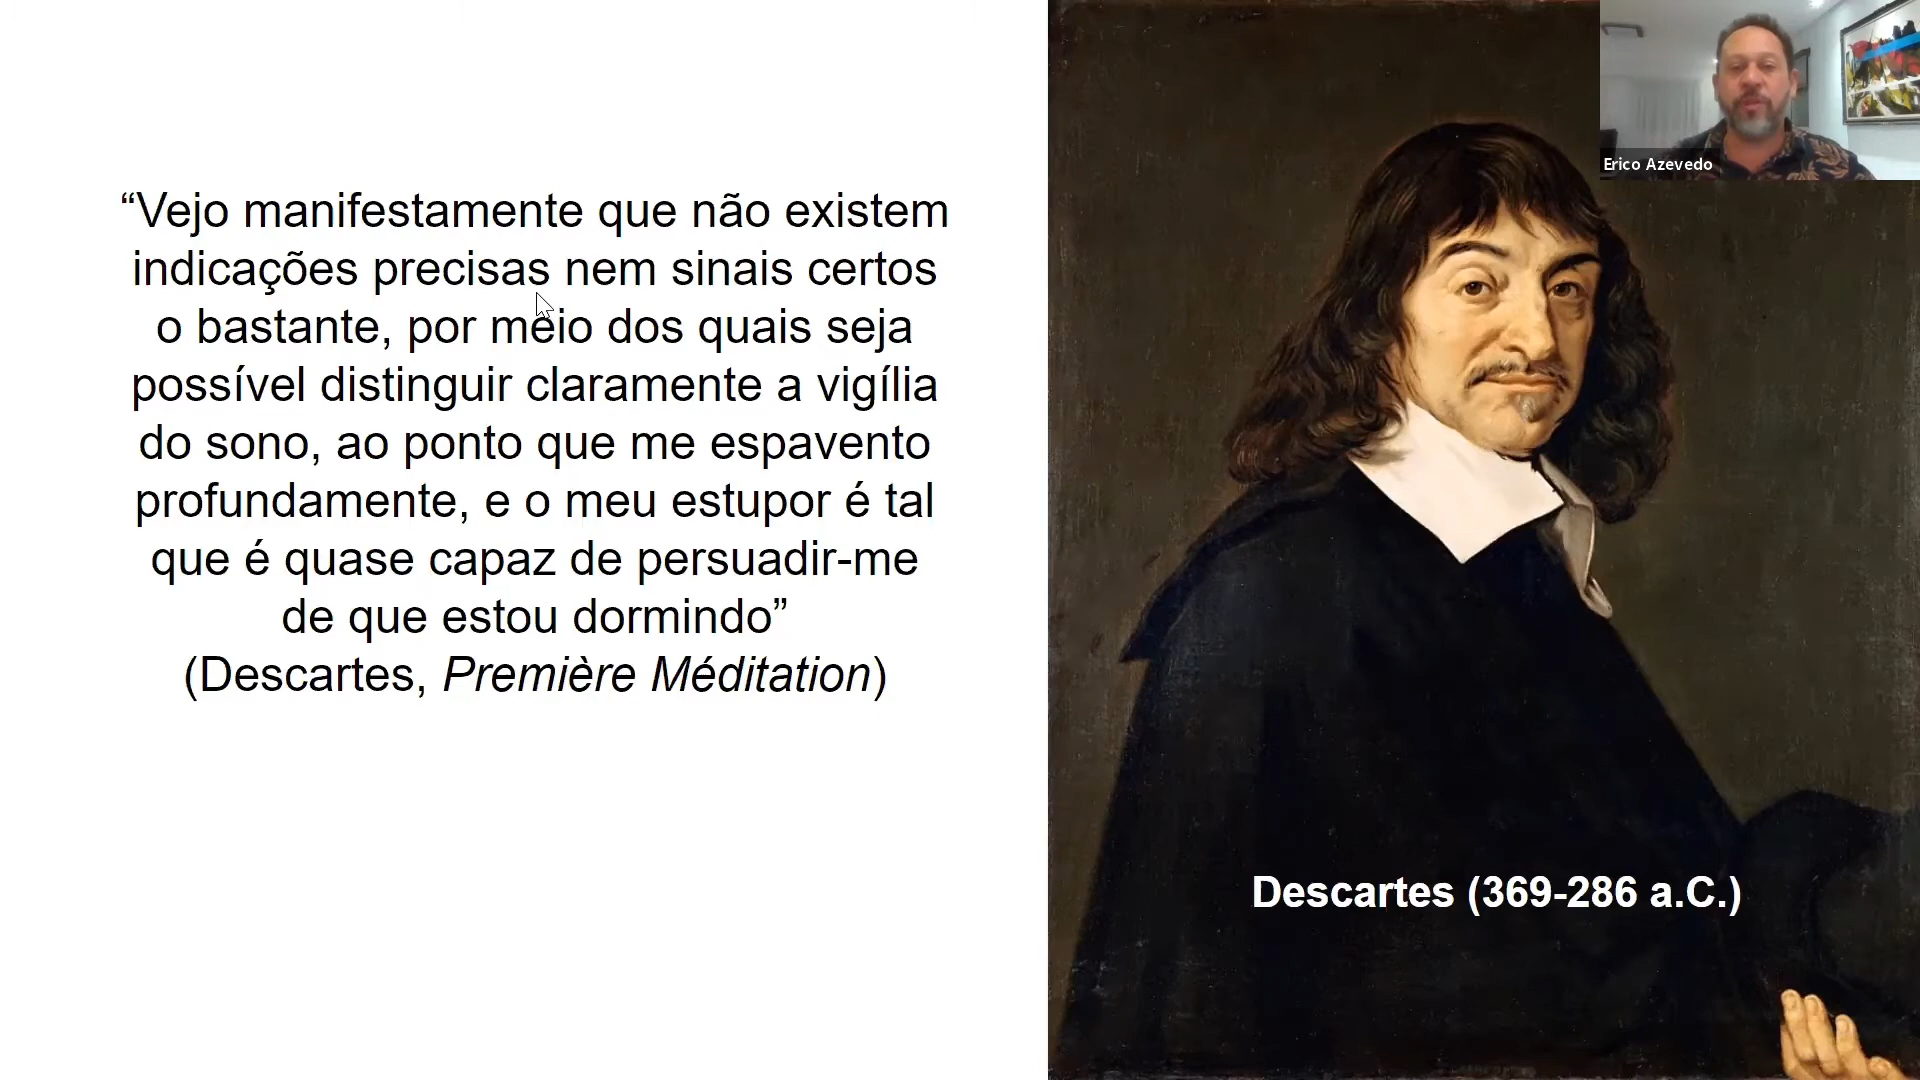 “Vejo manifestamente que não existem
indicações precisas nem sinais certos
o bastante, por meio dos quais seja
possível distinguir claramente a vigília
do sono, ao ponto que me espavento
profundamente, e o meu estupor é tal
que é quase capaz de persuadir-me
de que estou dormindo”
(Descartes, Première Méditation)
Erico Azevedo
Descartes (369-286 a.C.)